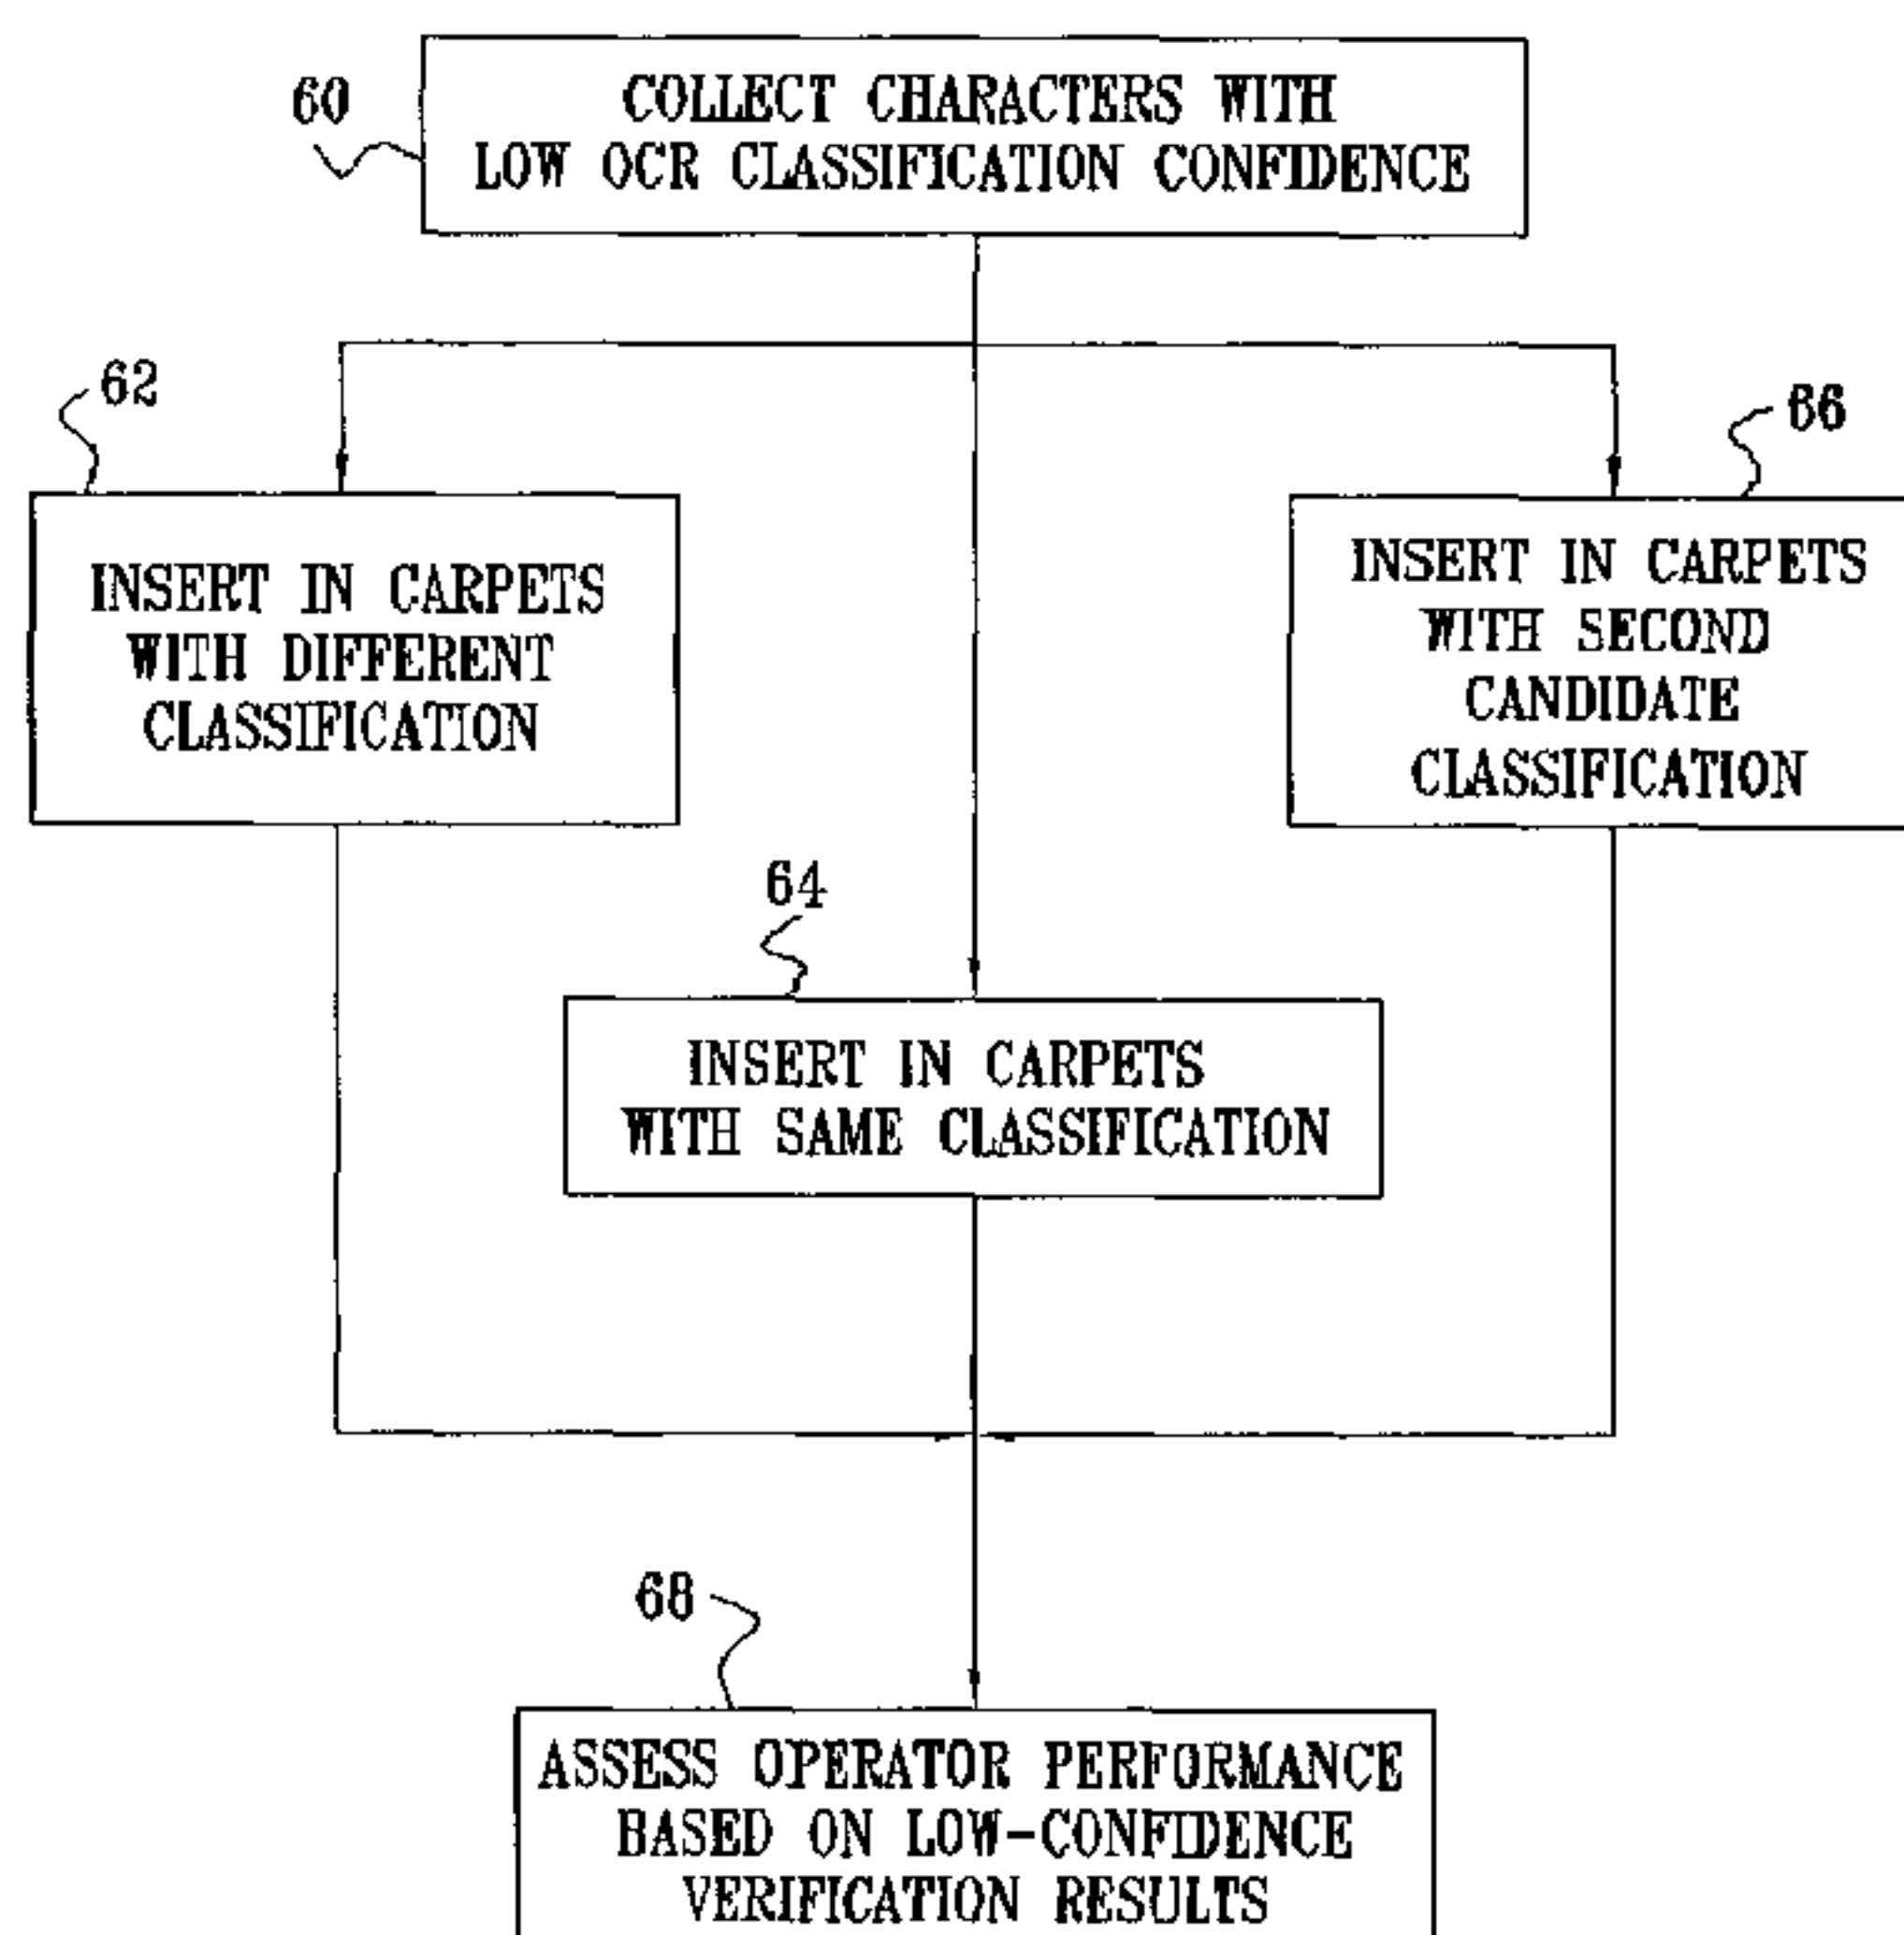 60
COLLECT CHARACTERS WITH
LOW OCR CLASSIFICATION CONFIDENCE
62
INSERT IN CARPETS
WITH DIFFERENT
CLASSIFICATION
66
INSERT IN CARPETS
WITH SECOND
CANDIDATE
CLASSIFICATION
64
INSERT IN CARPETS
WITH SAME CLASSIFICATION
68
ASSESS OPERATOR PERFORMANCE
BASED ON LOW-CONFIDENCE
VERIFICATION RESULTS